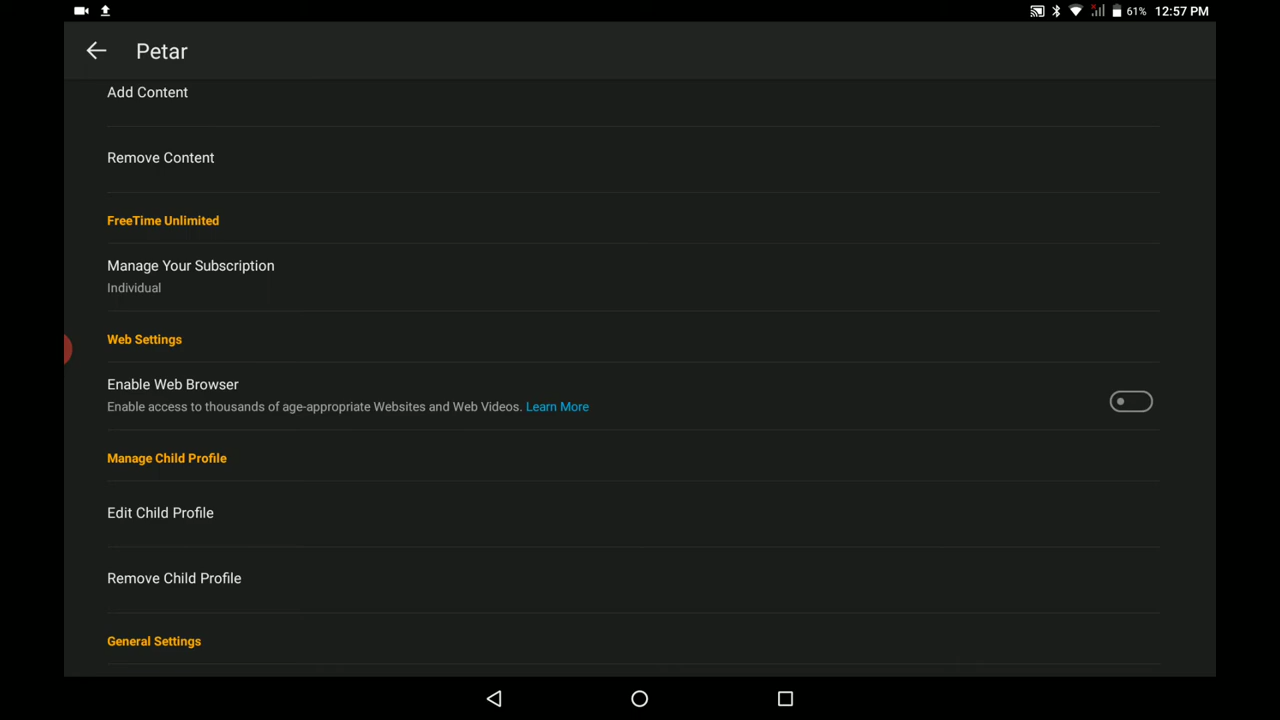 61% 12:57 PM
Petar
Add Content
Remove Content
FreeTime Unlimited
Manage Your Subscription
Individual
Web Settings
Enable Web Browser
Enable access to thousands of age-appropriate Websites and Web Videos. Learn More
Manage Child Profile
Edit Child Profile
Remove Child Profile
General Settings